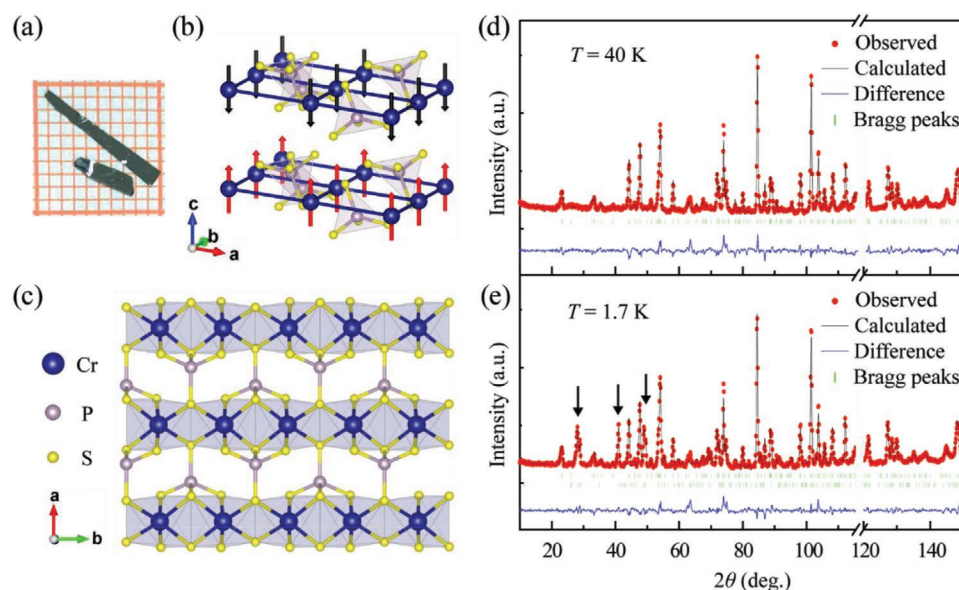 (a)
(b)
c
b
a
(c)
Cr
P
S
a
b
(d)
T = 40 K
Observed
Calculated
Difference
Bragg peaks
Intensity (a.u.)
(e)
T = 1.7 K
Observed
Calculated
Difference
Bragg peaks
Intensity (a.u.)
20 40 60 80 100 120 140
2θ (deg.)